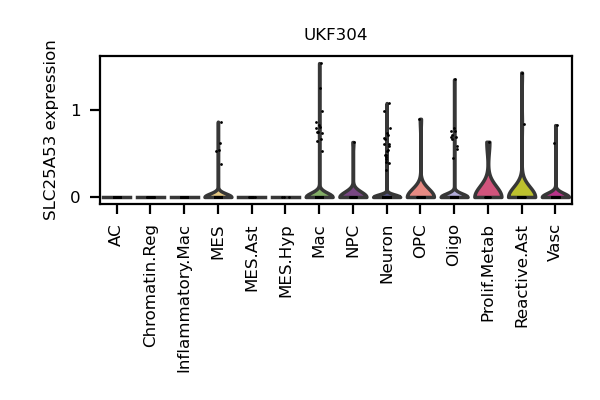 UKF304
SLC25A53 expression
1
0
AC
Chromatin.Reg
Inflammatory.Mac
MES
MES.Ast
MES.Hyp
Mac
NPC
Neuron
OPC
Oligo
Prolif.Metab
Reactive.Ast
Vasc